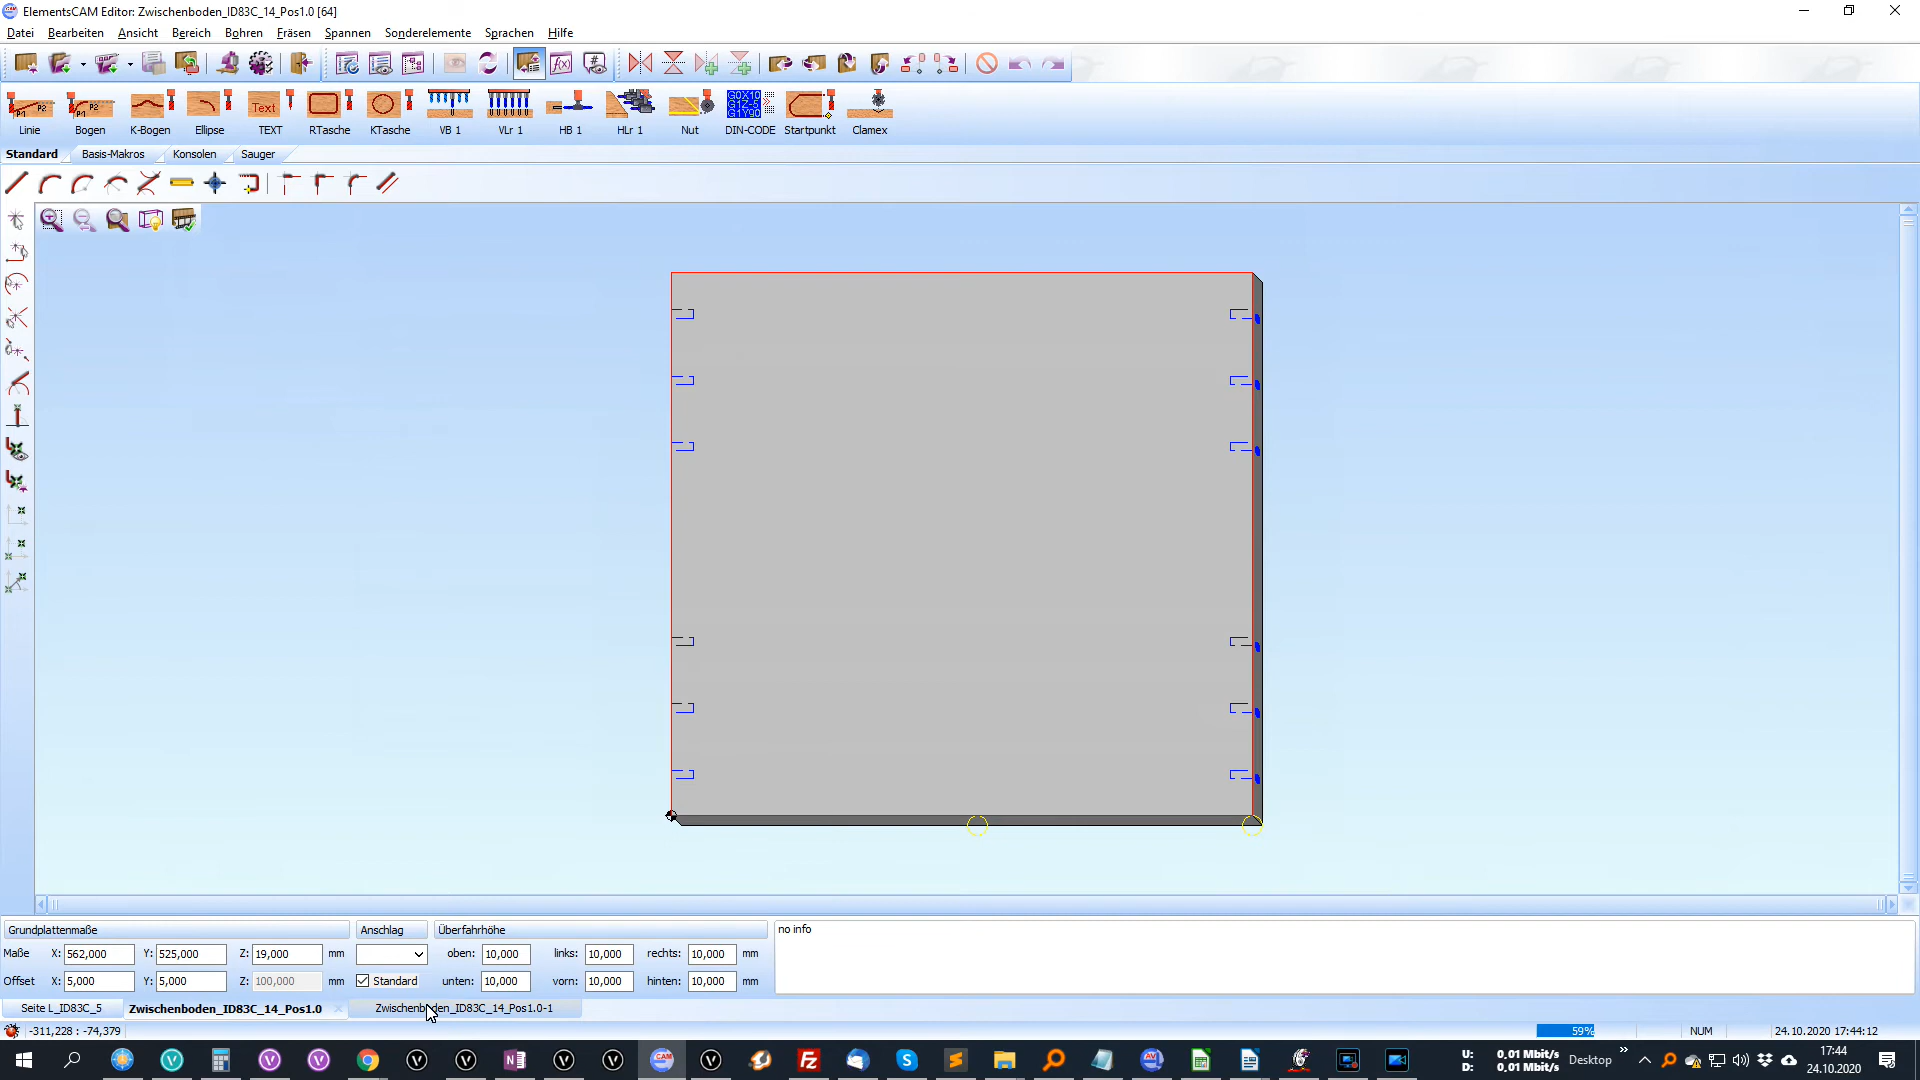 ElementsCAM Editor: Zwischenboden_ID83C_14_Pos1.0 [64]
Datei Bearbeiten Ansicht Bereich Bohren Fräsen Spannen Sonderelemente Sprachen Hilfe
Linie Bogen K-Bogen Ellipse TEXT RTasche KTasche VB 1 VLr 1 HB 1 HLr 1 Nut DIN-CODE Startpunkt Clamex
Standard Basis-Makros Konsolen Sauger
Grundplattenmaße Anschlag Überfahrhöhe no info
Maße X: 562,000 Y: 525,000 Z: 19,000 mm oben: 10,000 links: 10,000 rechts: 10,000 mm
Offset X: 5,000 Y: 5,000 Z: 100,000 mm Standard unten: 10,000 vorn: 10,000 hinten: 10,000 mm
Seite L_ID83C_5 Zwischenboden_ID83C_14_Pos1.0 Zwischenboden_ID83C_14_Pos1.0-1
-311,228 : -74,379 59% NUM 24.10.2020 17:44:12
U: 0,01 Mbit/s
D: 0,01 Mbit/s
Desktop
17:44
24.10.2020